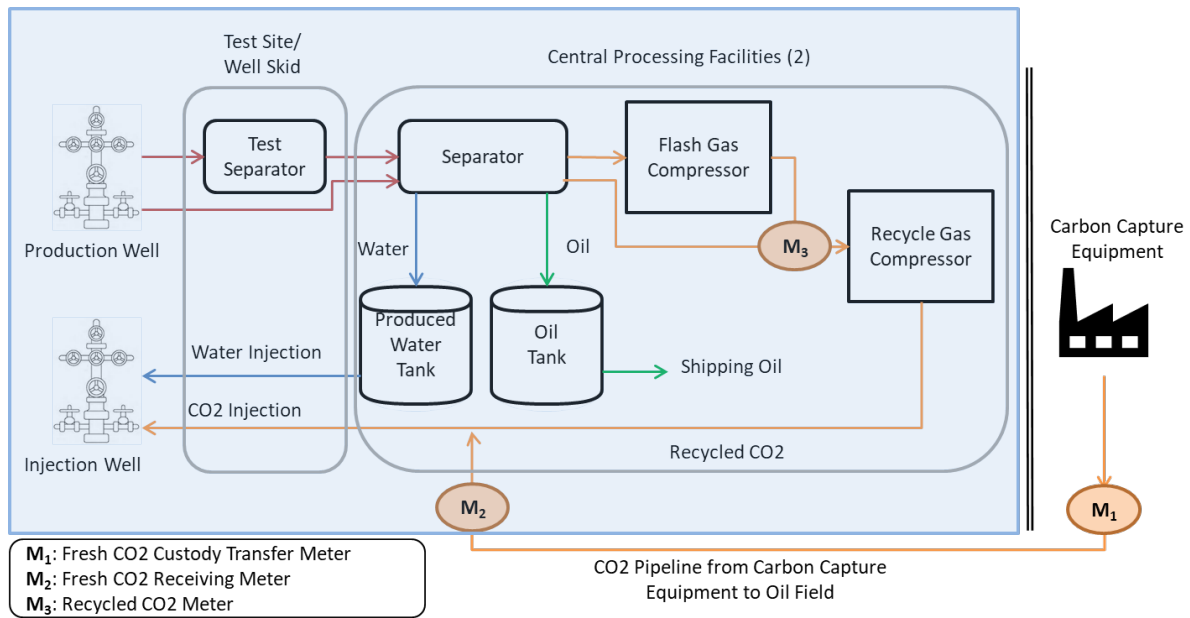 Test Site/
Well Skid
Central Processing Facilities (2)
Test
Separator
Separator
Flash Gas
Compressor
Production Well
Water
Oil
M₃
Recycle Gas
Compressor
Carbon Capture
Equipment
Produced
Water
Tank
Oil
Tank
Water Injection
Shipping Oil
CO2 Injection
Injection Well
Recycled CO2
M₂
M₁
M₁: Fresh CO2 Custody Transfer Meter
M₂: Fresh CO2 Receiving Meter
M₃: Recycled CO2 Meter
CO2 Pipeline from Carbon Capture
Equipment to Oil Field